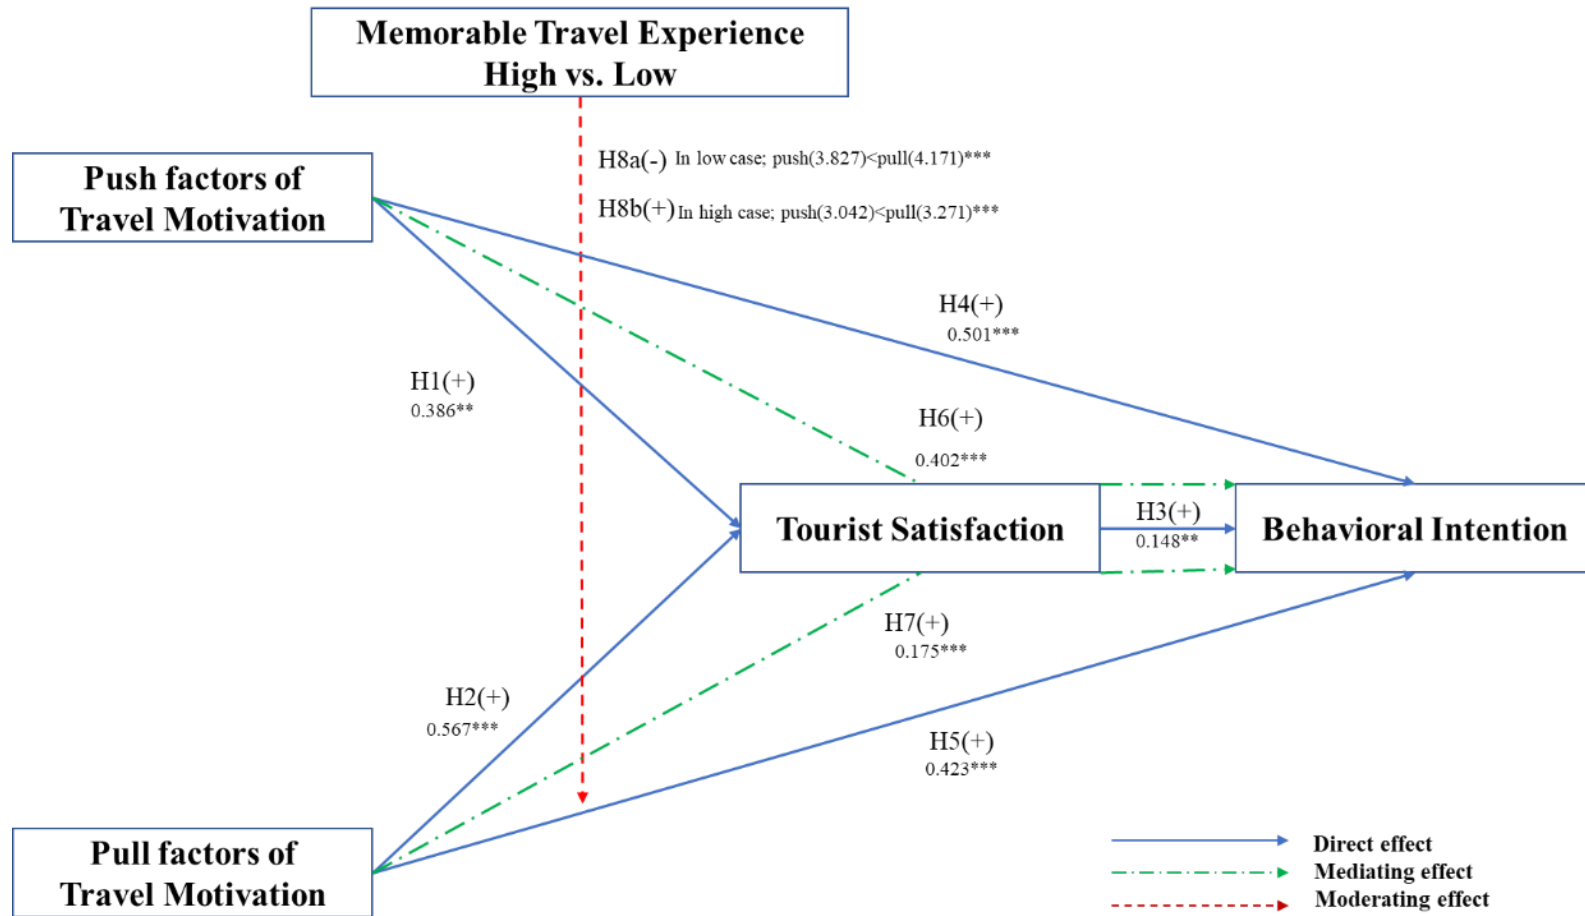 Memorable Travel Experience
High vs. Low
H8a(-) In low case; push(3.827)<pull(4.171)***
H8b(+) In high case; push(3.042)<pull(3.271)***
Push factors of
Travel Motivation
H4(+)
0.501***
H1(+)
0.386**
H6(+)
0.402***
Tourist Satisfaction
H3(+)
0.148**
Behavioral Intention
H7(+)
0.175***
H2(+)
0.567***
H5(+)
0.423***
Pull factors of
Travel Motivation
Direct effect
Mediating effect
Moderating effect